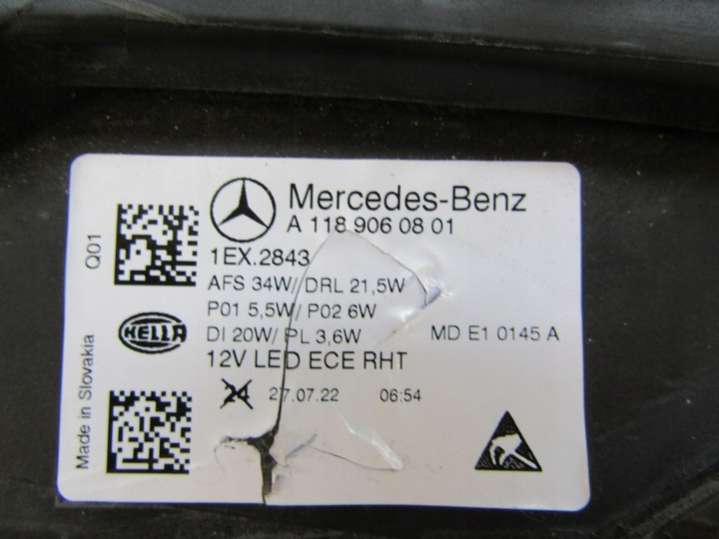 Mercedes-Benz
A 118 906 08 01
Q01
1EX.2843
AFS 34W/ DRL 21,5W
P01 5,5W/ P02 6W
HELLA
DI 20W/ PL 3,6W
MD E1 0145 A
12V LED ECE RHT
Made in Slovakia
24
27.07.22
06:54